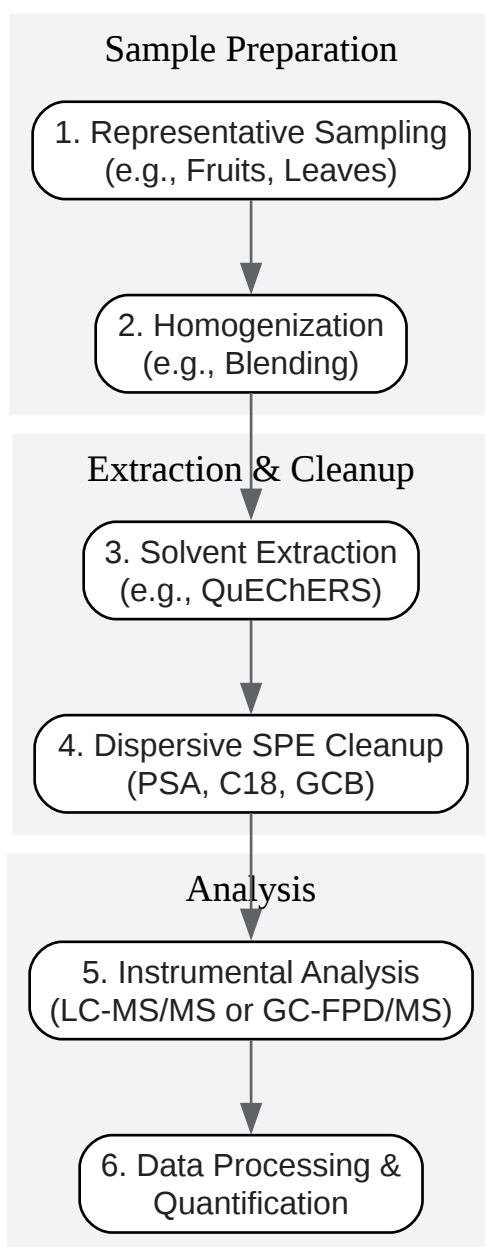 Sample Preparation
1. Representative Sampling
(e.g., Fruits, Leaves)
2. Homogenization
(e.g., Blending)
Extraction & Cleanup
3. Solvent Extraction
(e.g., QuEChERS)
4. Dispersive SPE Cleanup
(PSA, C18, GCB)
Analysis
5. Instrumental Analysis
(LC-MS/MS or GC-FPD/MS)
6. Data Processing &
Quantification